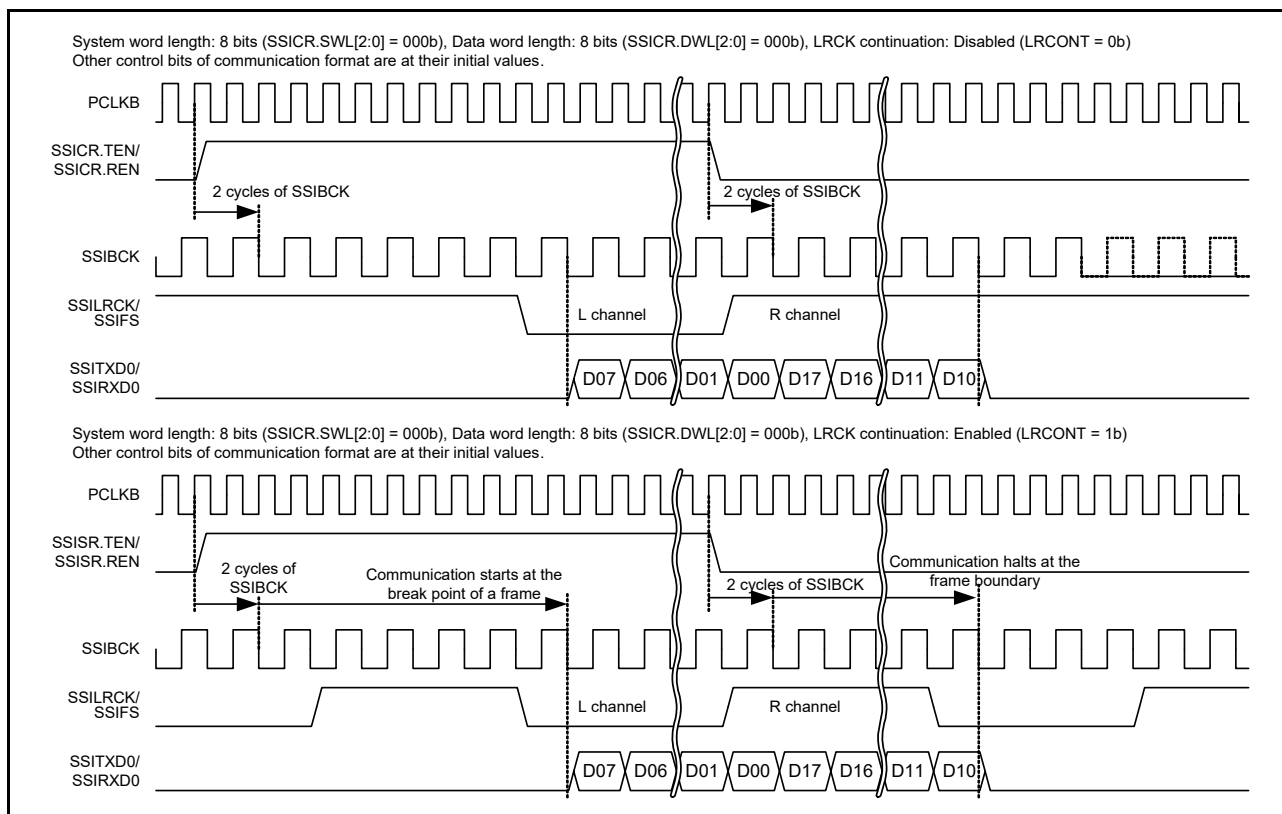 System word length: 8 bits (SSICR.SWL[2:0] = 000b), Data word length: 8 bits (SSICR.DWL[2:0] = 000b), LRCK continuation: Disabled (LRCONT = 0b)
Other control bits of communication format are at their initial values.
PCLKB
SSICR.TEN/
SSICR.REN
2 cycles of SSIBCK
2 cycles of SSIBCK
SSIBCK
SSILRCK/
SSIFS
L channel
R channel
SSITXD0/
SSIRXD0
D07 D06 D01 D00 D17 D16 D11 D10
System word length: 8 bits (SSICR.SWL[2:0] = 000b), Data word length: 8 bits (SSICR.DWL[2:0] = 000b), LRCK continuation: Enabled (LRCONT = 1b)
Other control bits of communication format are at their initial values.
PCLKB
SSISR.TEN/
SSISR.REN
2 cycles of
SSIBCK
Communication starts at the
break point of a frame
2 cycles of SSIBCK
Communication halts at the
frame boundary
SSIBCK
SSILRCK/
SSIFS
L channel
R channel
SSITXD0/
SSIRXD0
D07 D06 D01 D00 D17 D16 D11 D10